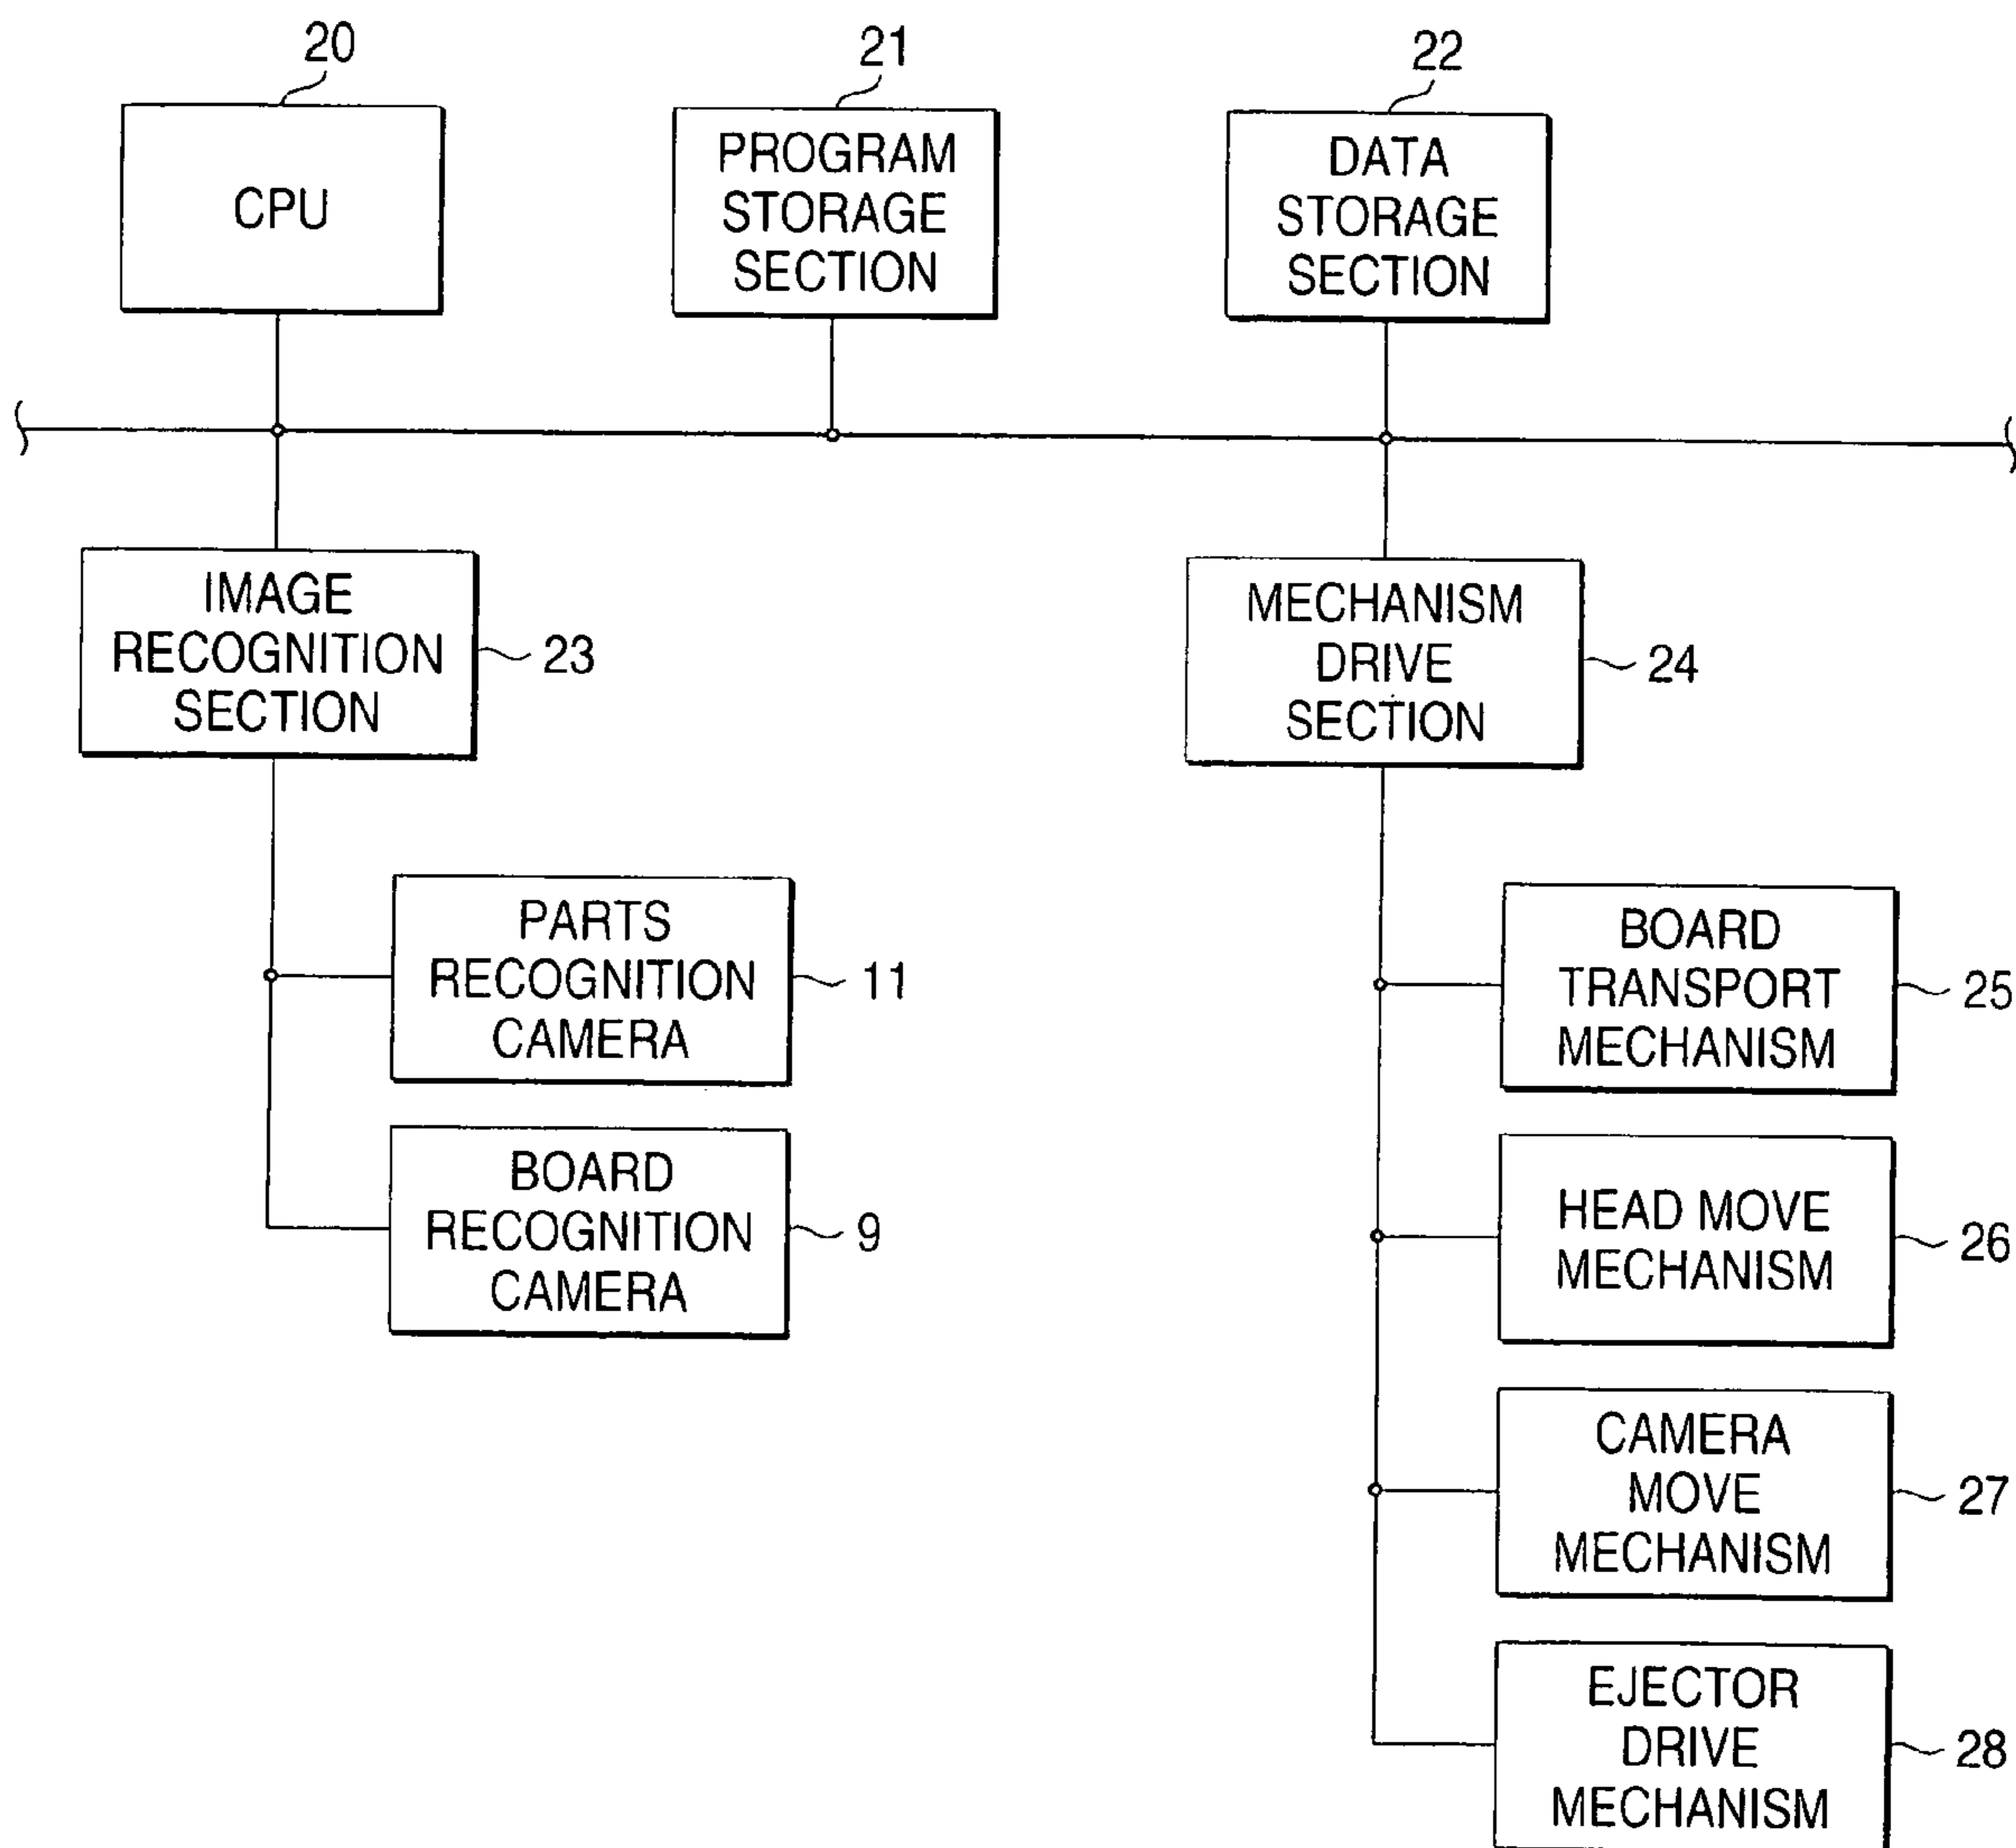 20
21
22
CPU
PROGRAM
STORAGE
SECTION
DATA
STORAGE
SECTION
IMAGE
RECOGNITION
SECTION
23
MECHANISM
DRIVE
SECTION
24
PARTS
RECOGNITION
CAMERA
11
BOARD
RECOGNITION
CAMERA
9
BOARD
TRANSPORT
MECHANISM
25
HEAD MOVE
MECHANISM
26
CAMERA
MOVE
MECHANISM
27
EJECTOR
DRIVE
MECHANISM
28